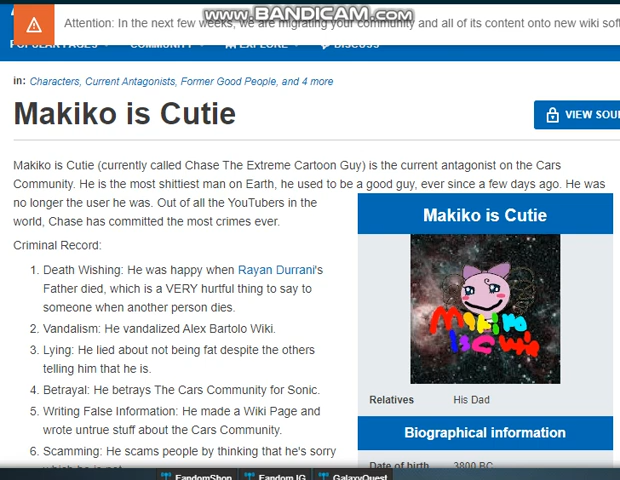 www.BANDICAM.com
Attention: In the next few weeks, we are migrating your community and all of its content onto new wiki soft
POPULAR PAGES COMMUNITY EXPLORE DISCUSS
in: Characters, Current Antagonists, Former Good People, and 4 more
Makiko is Cutie
VIEW SOU
Makiko is Cutie (currently called Chase The Extreme Cartoon Guy) is the current antagonist on the Cars
Community. He is the most shittiest man on Earth, he used to be a good guy, ever since a few days ago. He was
no longer the user he was. Out of all the YouTubers in the
world, Chase has committed the most crimes ever.
Criminal Record:
1. Death Wishing: He was happy when Rayan Durrani's
Father died, which is a VERY hurtful thing to say to
someone when another person dies.
2. Vandalism: He vandalized Alex Bartolo Wiki.
3. Lying: He lied about not being fat despite the others
telling him that he is.
4. Betrayal: He betrays The Cars Community for Sonic.
5. Writing False Information: He made a Wiki Page and
wrote untrue stuff about the Cars Community.
6. Scamming: He scams people by thinking that he's sorry
which he is not
Makiko is Cutie
Makiko
Relatives His Dad
Biographical information
Date of birth 3800 BC
FandomShop Fandom IG GalaxyQuest